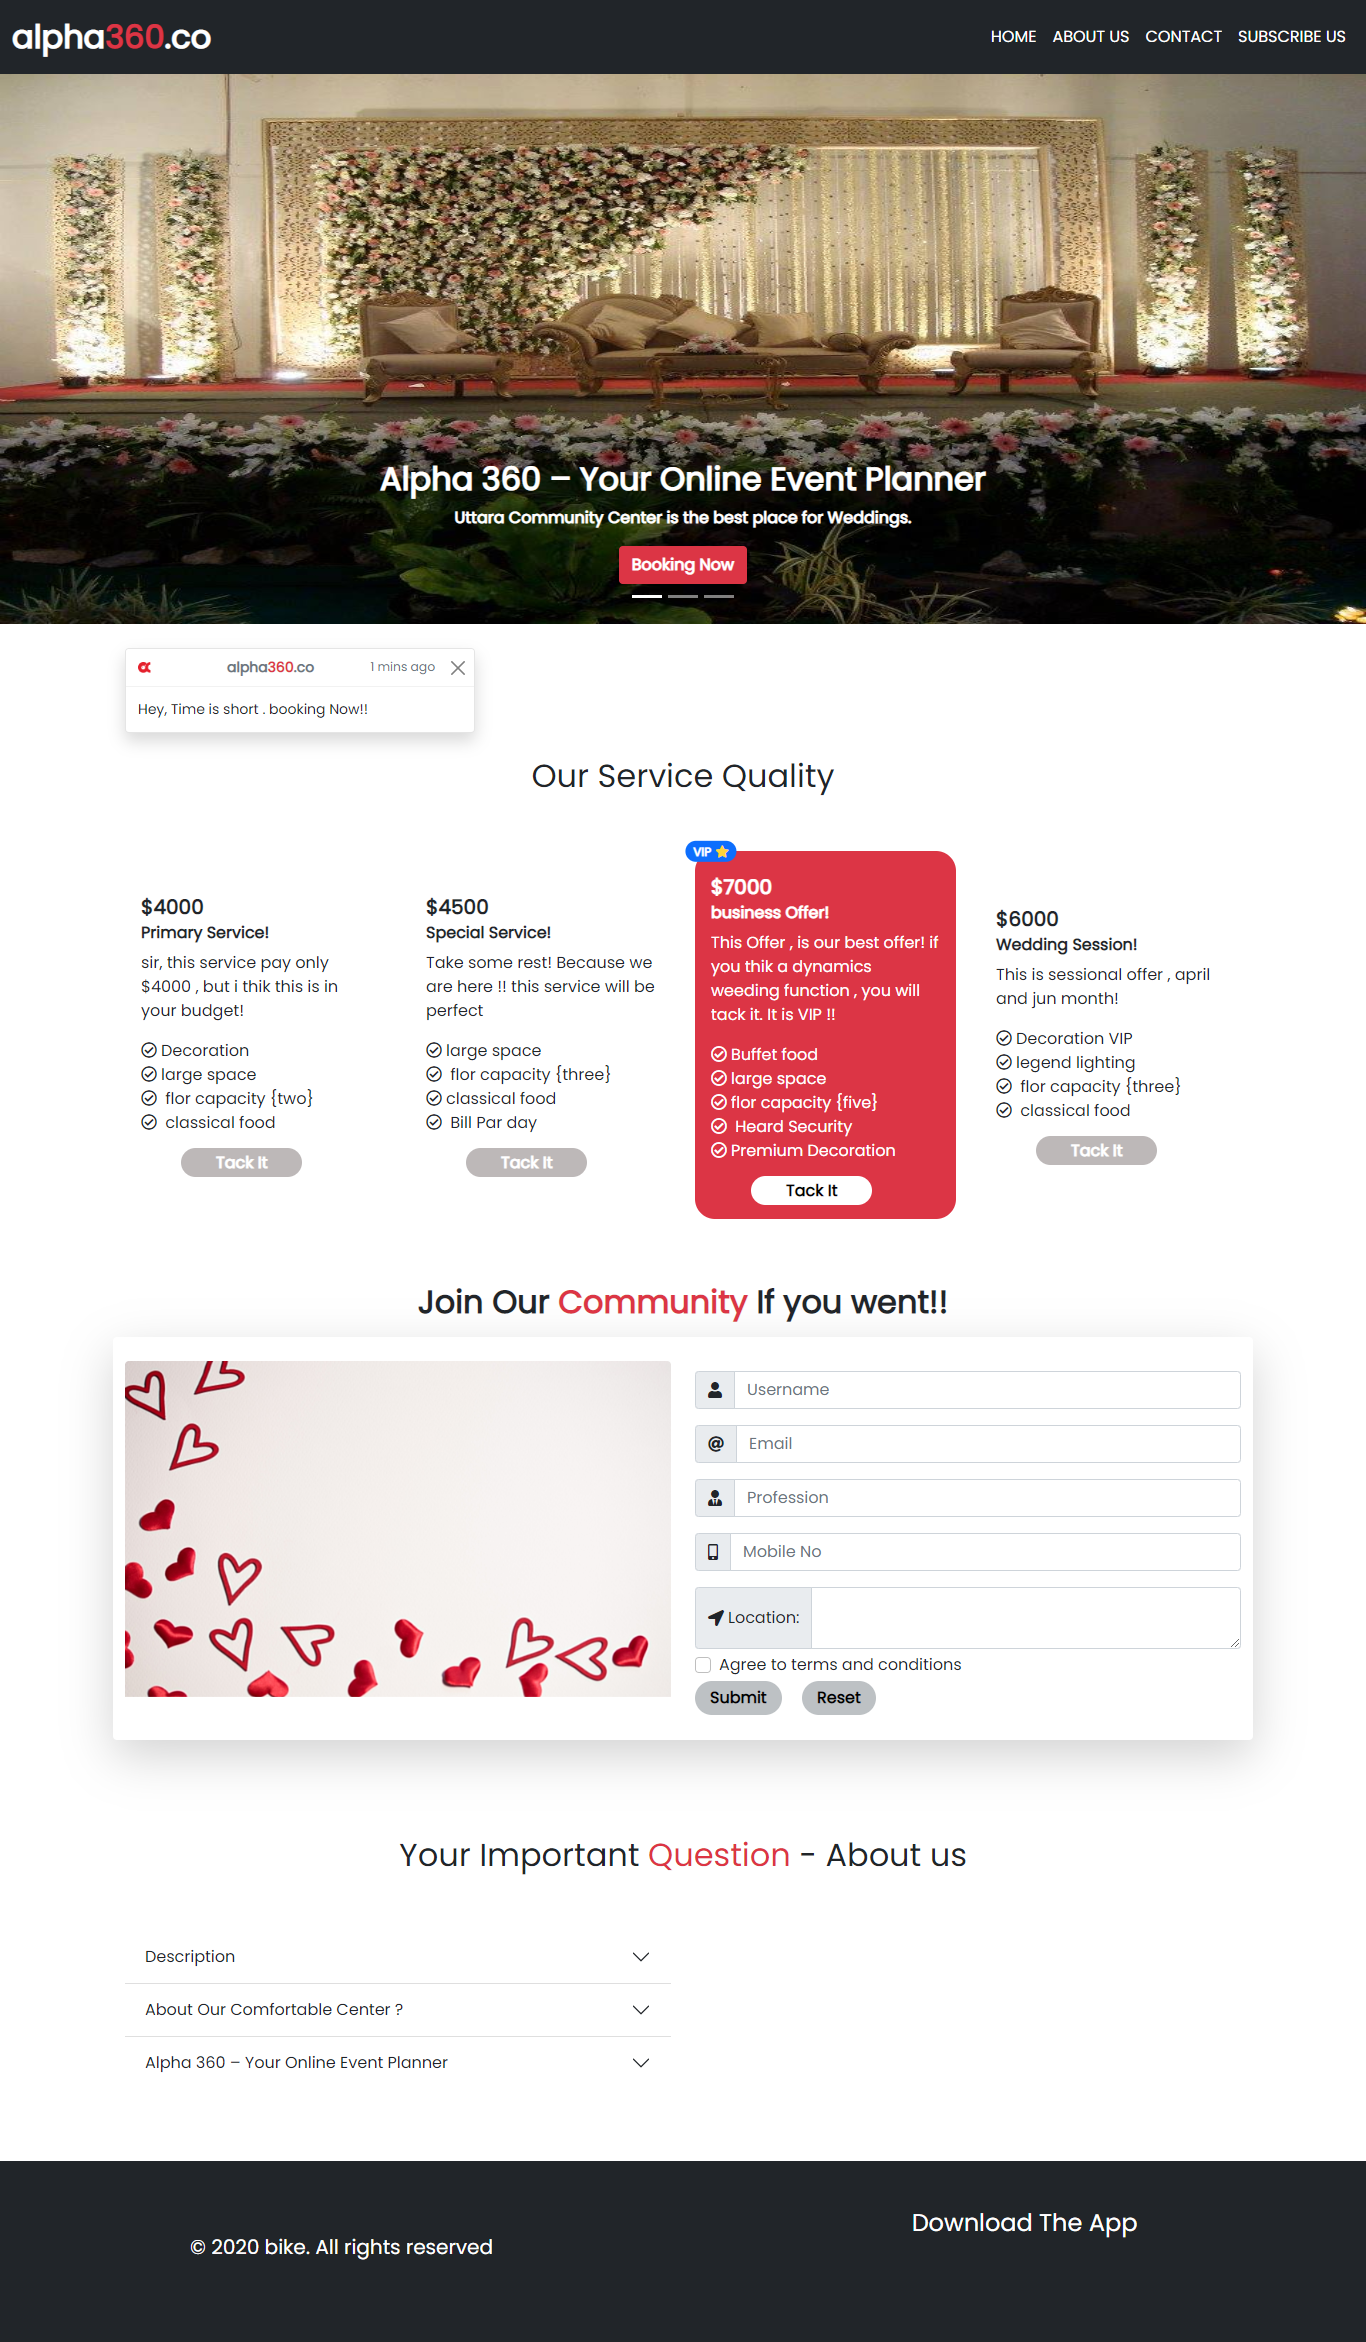 alpha360.co
HOME ABOUT US CONTACT SUBSCRIBE US
Alpha 360 – Your Online Event Planner
Uttara Community Center is the best place for Weddings.
Booking Now
alpha360.co 1 mins ago
Hey, Time is short . booking Now!!
Our Service Quality
$4000
Primary Service!
sir, this service pay only
$4000 , but i thik this is in
your budget!
Decoration
large space
flor capacity {two}
classical food
Tack It
$4500
Special Service!
Take some rest! Because we
are here !! this service will be
perfect
large space
flor capacity {three}
classical food
Bill Par day
Tack It
VIP
$7000
business Offer!
This Offer , is our best offer! if
you thik a dynamics
weeding function , you will
tack it. It is VIP !!
Buffet food
large space
flor capacity {five}
Heard Security
Premium Decoration
Tack It
$6000
Wedding Session!
This is sessional offer , april
and jun month!
Decoration VIP
legend lighting
flor capacity {three}
classical food
Tack It
Join Our Community If you went!!
Username
@ Email
Profession
Mobile No
Location:
Agree to terms and conditions
Submit Reset
Your Important Question - About us
Description
About Our Comfortable Center ?
Alpha 360 – Your Online Event Planner
© 2020 bike. All rights reserved
Download The App